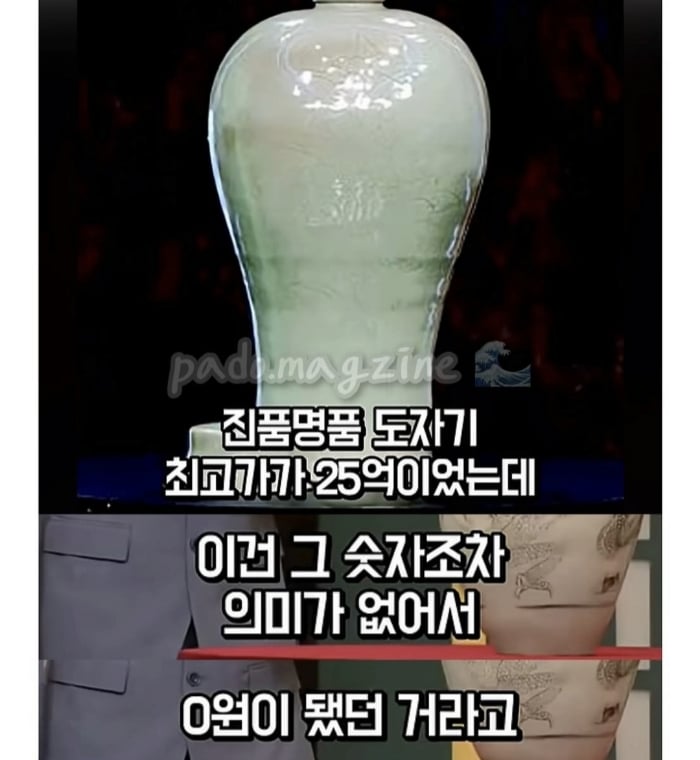 pado.magzine 🌊
진품명품 도자기
최고가가 25억이었는데
이건 그 숫자조차
의미가 없어서
0원이 됐던 거라고